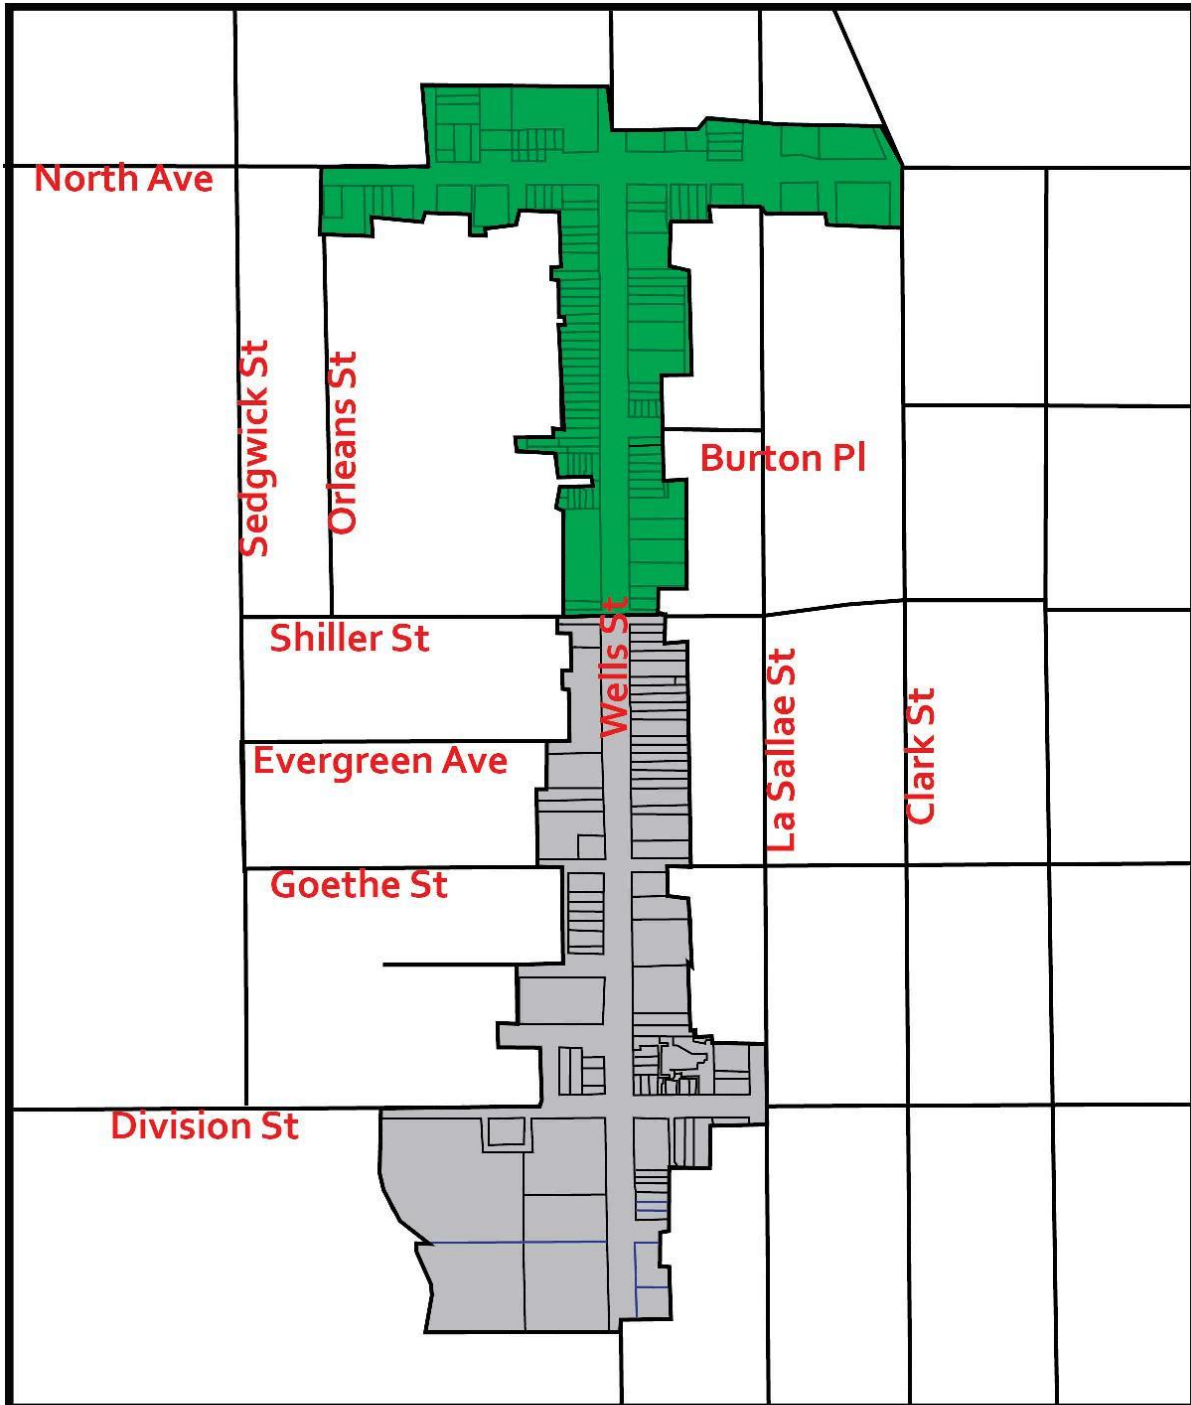 North Ave
Sedgwick St
Orleans St
Burton Pl
Shiller St
Wells St
La Sallae St
Clark St
Evergreen Ave
Goethe St
Division St